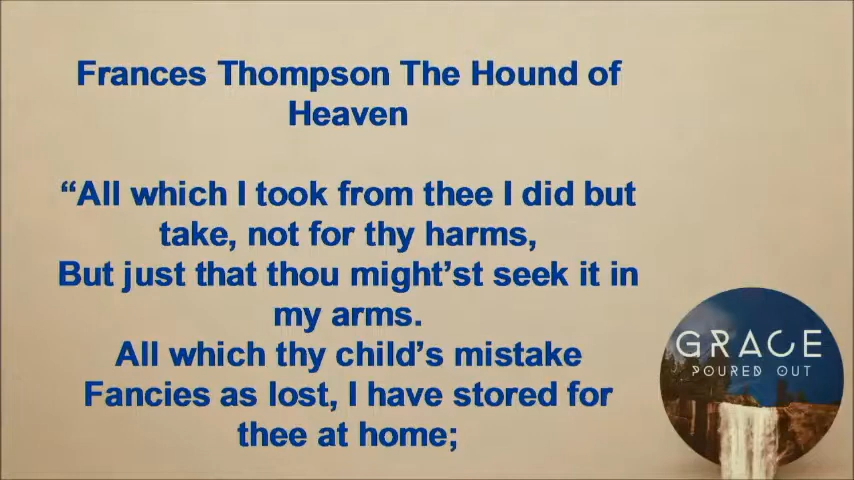 Frances Thompson The Hound of
Heaven
“All which I took from thee I did but
take, not for thy harms,
But just that thou might’st seek it in
my arms.
All which thy child’s mistake
Fancies as lost, I have stored for
thee at home;
GRACE
POURED OUT